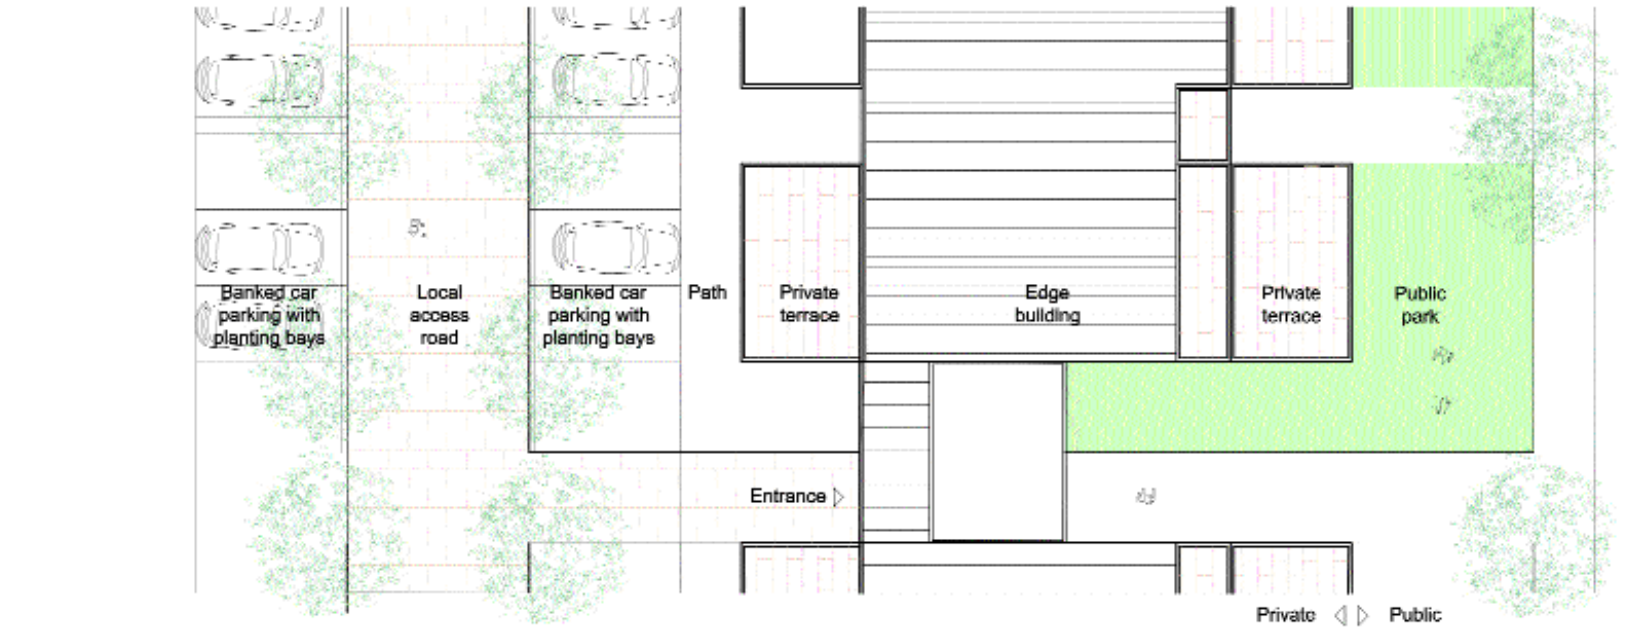 Banked car
parking with
planting bays
Local
access
road
Banked car
parking with
planting bays
Path
Private
terrace
Edge
building
Private
terrace
Public
park
Entrance
Private
Public